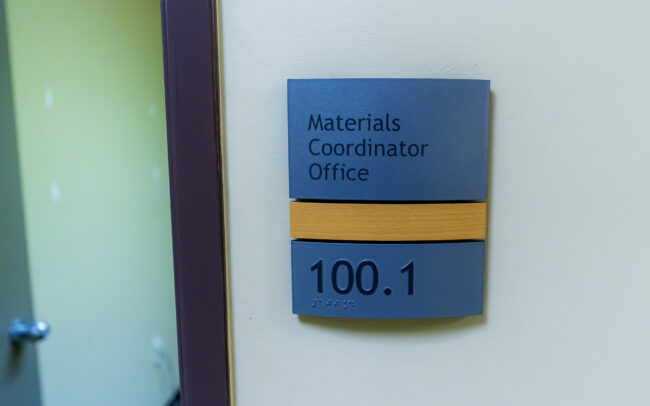 Materials
Coordinator
Office
100.1